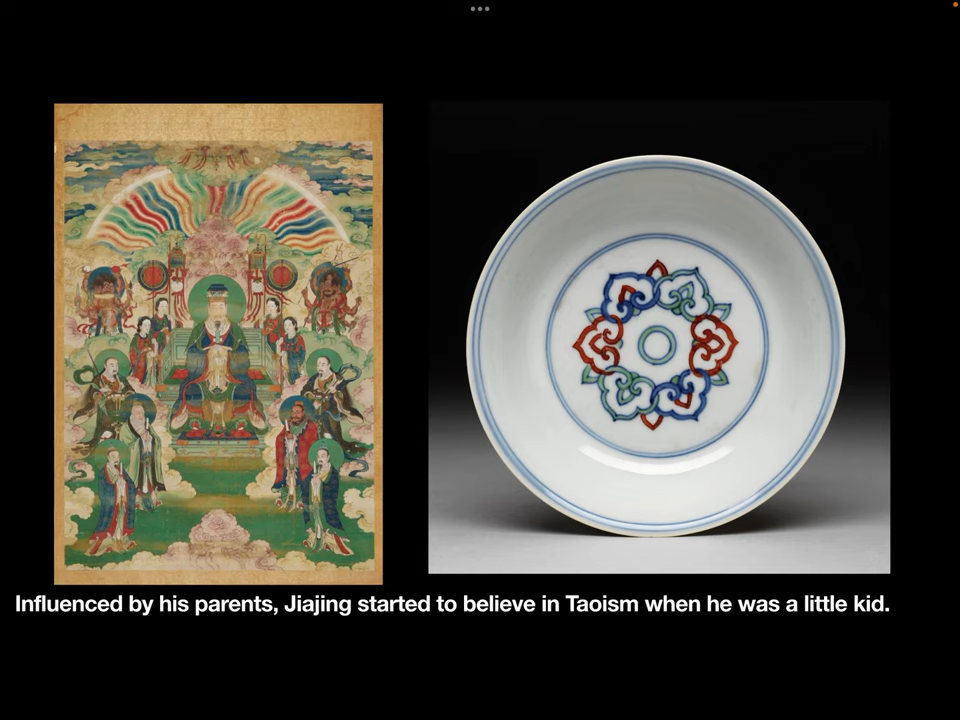 Influenced by his parents, Jiajing started to believe in Taoism when he was a little kid.